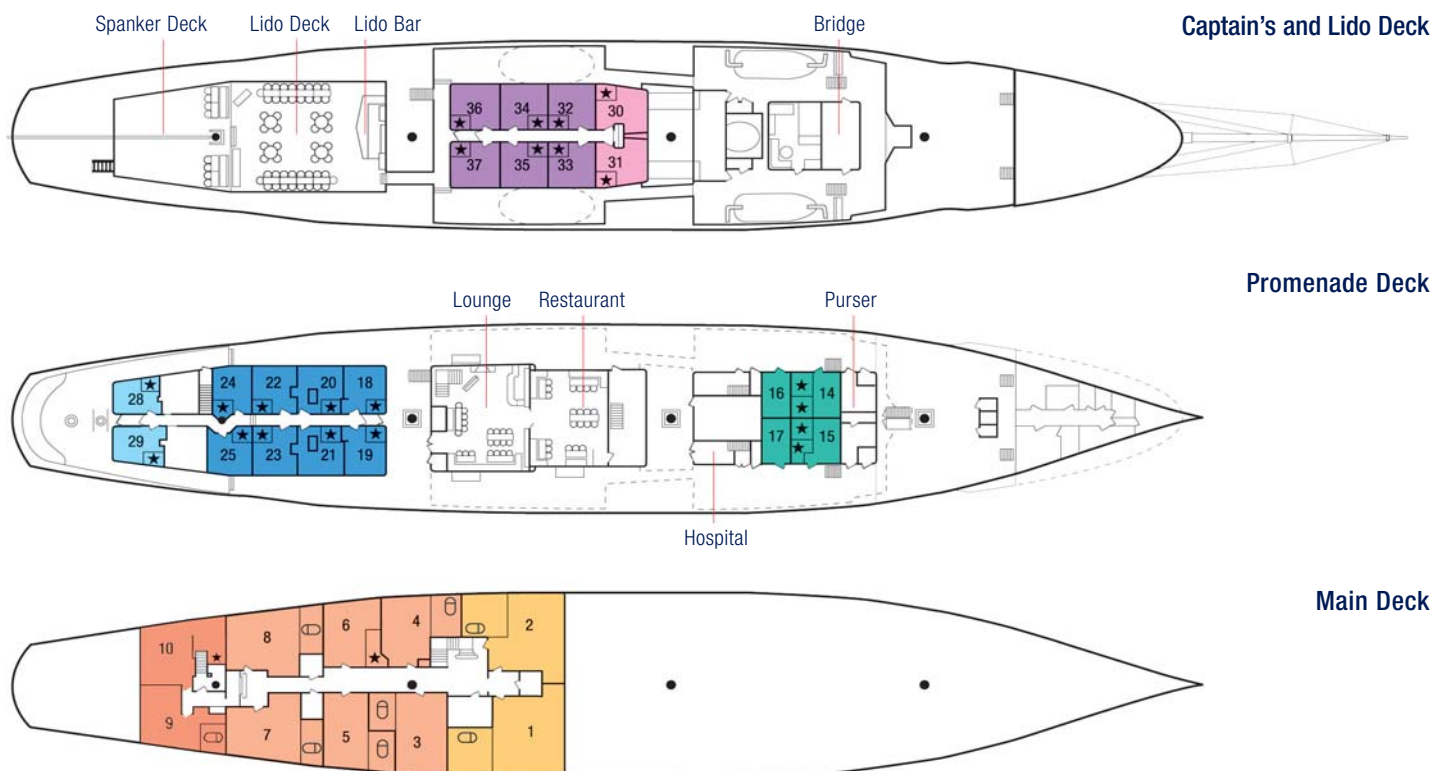 Captain's and Lido Deck
Spanker Deck Lido Deck Lido Bar Bridge
36 34 32 30
37 35 33 31
Promenade Deck
Lounge Restaurant Purser
28 24 22 20 18 16 14
29 25 23 21 19 17 15
Hospital
Main Deck
10 8 6 4 2
9 7 5 3 1